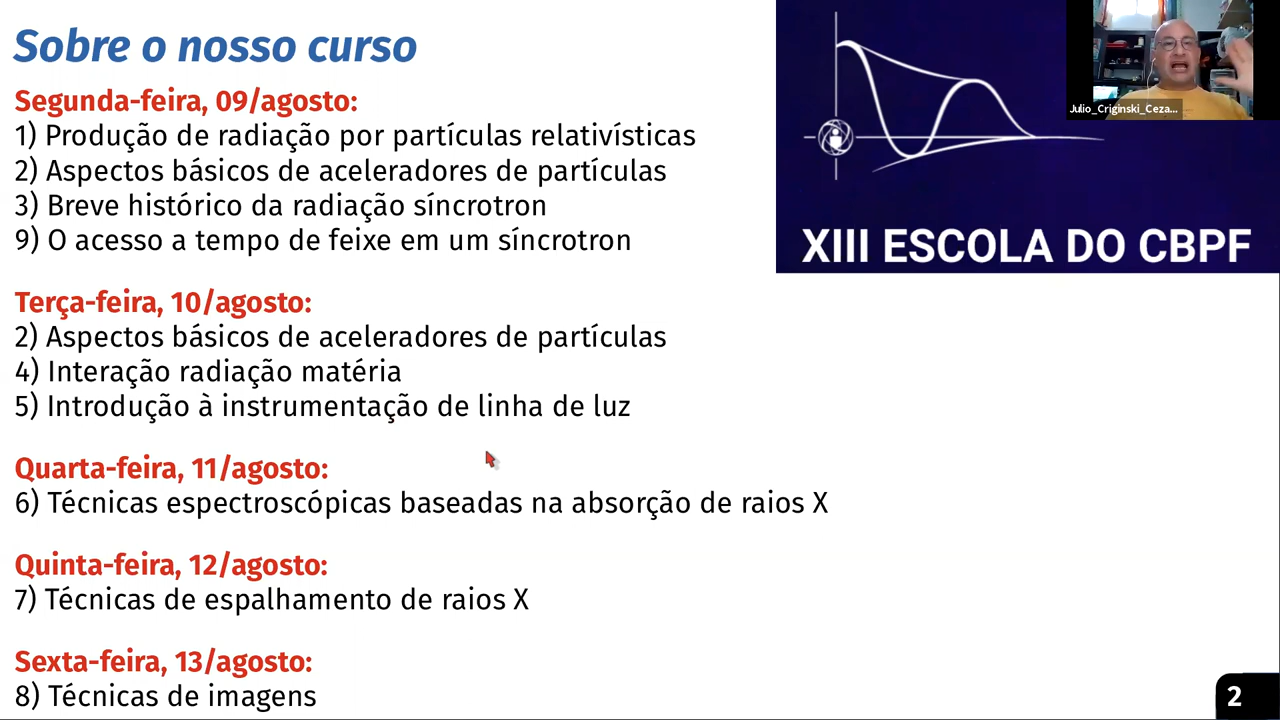 Sobre o nosso curso
Segunda-feira, 09/agosto:
1) Produção de radiação por partículas relativísticas
2) Aspectos básicos de aceleradores de partículas
3) Breve histórico da radiação síncrotron
9) O acesso a tempo de feixe em um síncrotron
Terça-feira, 10/agosto:
2) Aspectos básicos de aceleradores de partículas
4) Interação radiação matéria
5) Introdução à instrumentação de linha de luz
Quarta-feira, 11/agosto:
6) Técnicas espectroscópicas baseadas na absorção de raios X
Quinta-feira, 12/agosto:
7) Técnicas de espalhamento de raios X
Sexta-feira, 13/agosto:
8) Técnicas de imagens
Julio_Criginski_Ceza...
XIII ESCOLA DO CBPF
2